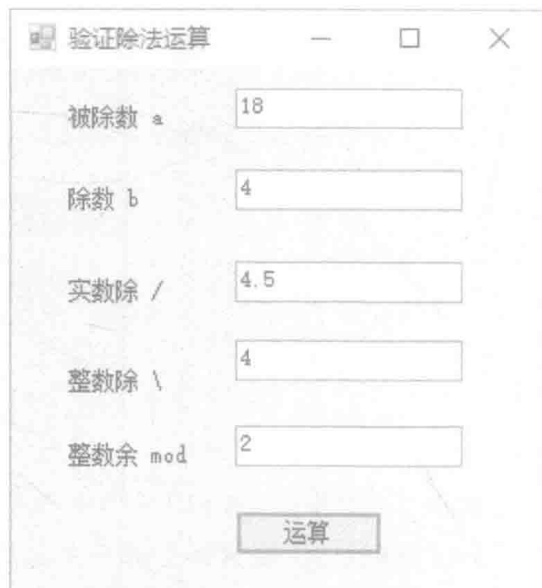 验证除法运算
被除数 a 18
除数 b 4
实数除 / 4.5
整数除 \ 4
整数余 mod 2
运算